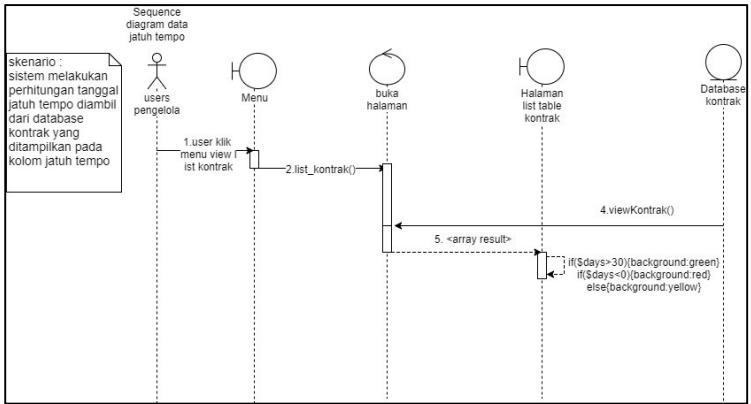 Sequence
diagram data
jatuh tempo
skenario :
sistem melakukan
perhitungan tanggal
jatuh tempo diambil
dari database
kontrak yang
ditampilkan pada
kolom jatuh tempo
users
pengelola
Menu
buka
halaman
Halaman
list table
kontrak
Database
kontrak
1.user klik
menu view l
ist kontrak
2.list_kontrak()
4.viewKontrak()
5. <array result>
if($days>30){background:green}
if($days<0){background:red}
else{background:yellow}